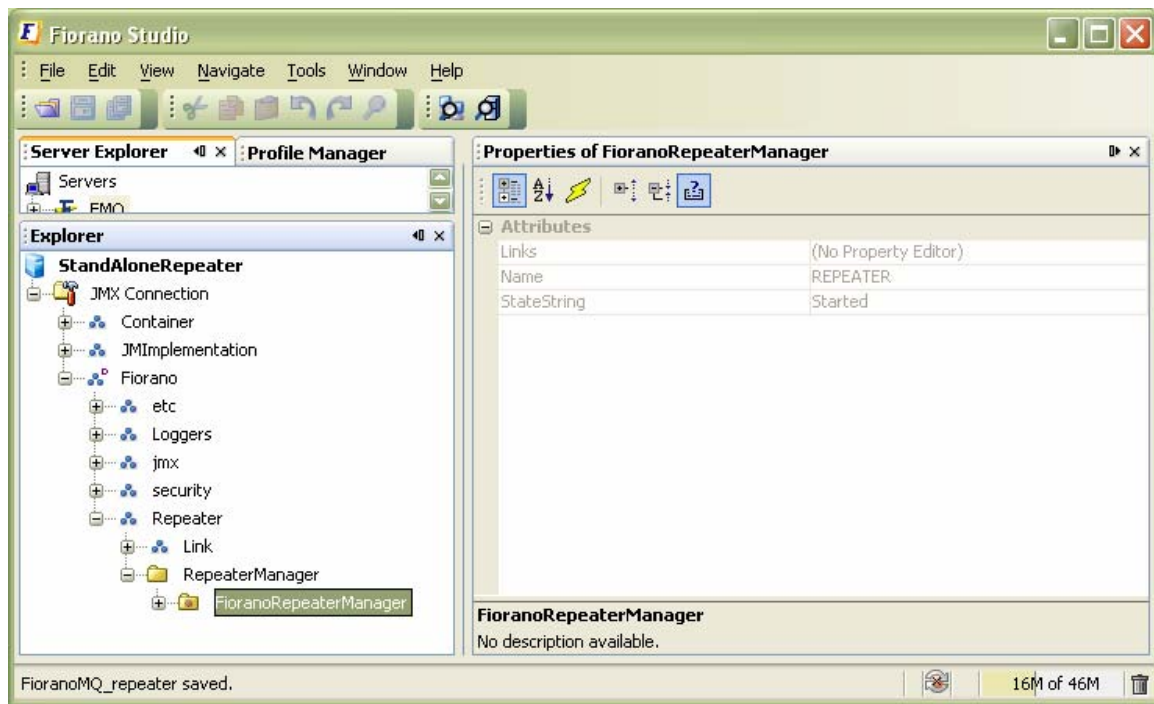 Fiorano Studio
File Edit View Navigate Tools Window Help
Server Explorer
Profile Manager
Servers
FMQ
Explorer
StandAloneRepeater
JMX Connection
Container
JMImplementation
Fiorano
etc
Loggers
jmx
security
Repeater
Link
RepeaterManager
FioranoRepeaterManager
Properties of FioranoRepeaterManager
Attributes
Links (No Property Editor)
Name REPEATER
StateString Started
FioranoRepeaterManager
No description available.
FioranoMQ_repeater saved.
16M of 46M